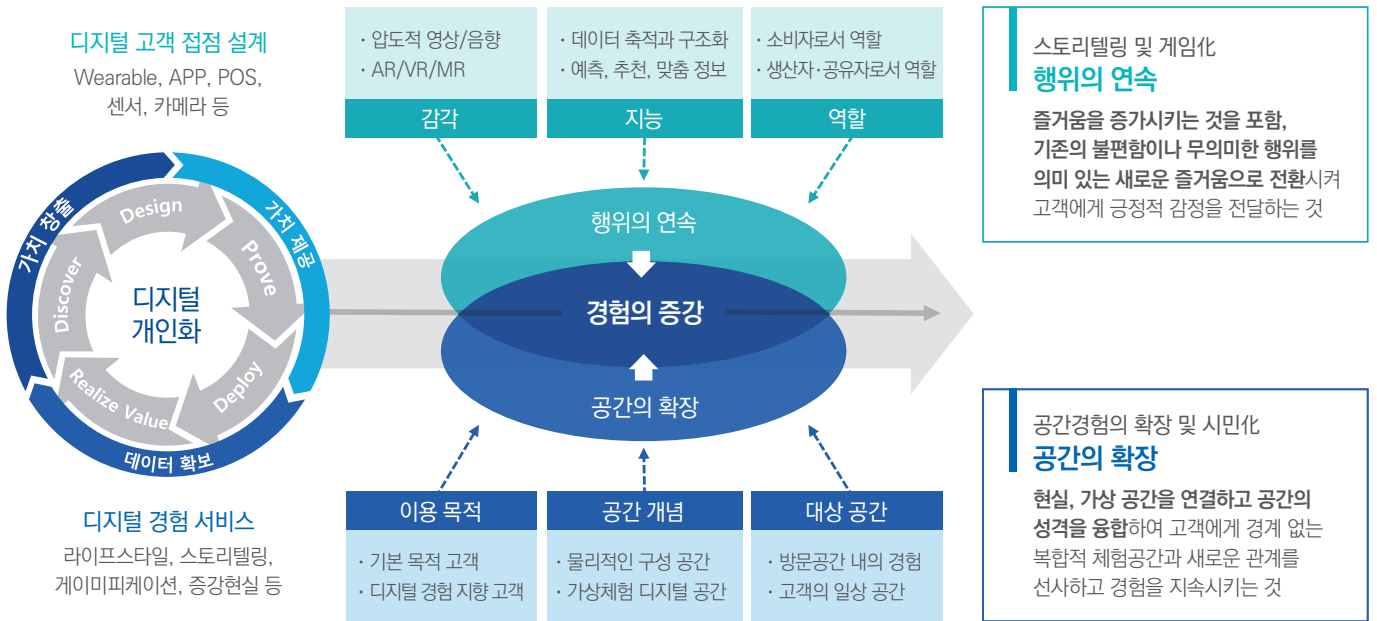 디지털 고객 접점 설계
Wearable, APP, POS,
센서, 카메라 등
가치 창출
가치 제공
데이터 확보
Design
Prove
Deploy
Realize Value
Discover
디지털
개인화
디지털 경험 서비스
라이프스타일, 스토리텔링,
게이미피케이션, 증강현실 등
· 압도적 영상/음향
· AR/VR/MR
감각
· 데이터 축적과 구조화
· 예측, 추천, 맞춤 정보
지능
· 소비자로서 역할
· 생산자·공유자로서 역할
역할
행위의 연속
경험의 증강
공간의 확장
이용 목적
· 기본 목적 고객
· 디지털 경험 지향 고객
공간 개념
· 물리적인 구성 공간
· 가상체험 디지털 공간
대상 공간
· 방문공간 내의 경험
· 고객의 일상 공간
스토리텔링 및 게임化
행위의 연속
즐거움을 증가시키는 것을 포함,
기존의 불편함이나 무의미한 행위를
의미 있는 새로운 즐거움으로 전환시켜
고객에게 긍정적 감정을 전달하는 것
공간경험의 확장 및 시민化
공간의 확장
현실, 가상 공간을 연결하고 공간의
성격을 융합하여 고객에게 경계 없는
복합적 체험공간과 새로운 관계를
선사하고 경험을 지속시키는 것